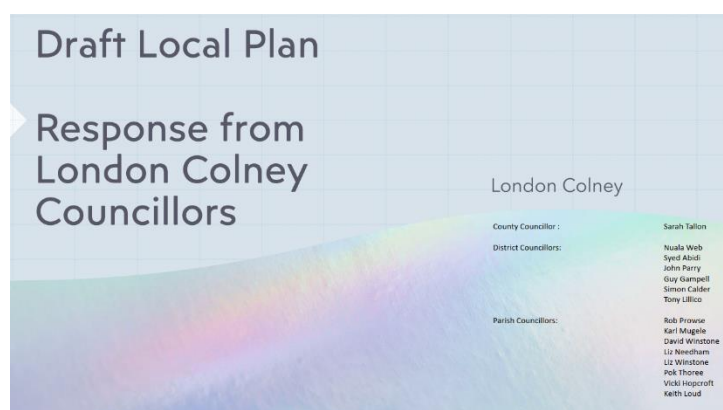 Draft Local Plan
Response from
London Colney
Councillors
London Colney
County Councillor : Sarah Tallon
District Councillors: Nuala Web
Syed Abidi
John Parry
Guy Gampell
Simon Calder
Tony Lillico
Parish Councillors: Rob Prowse
Karl Mugele
David Winstone
Liz Needham
Liz Winstone
Pok Thoree
Vicki Hopcroft
Keith Loud